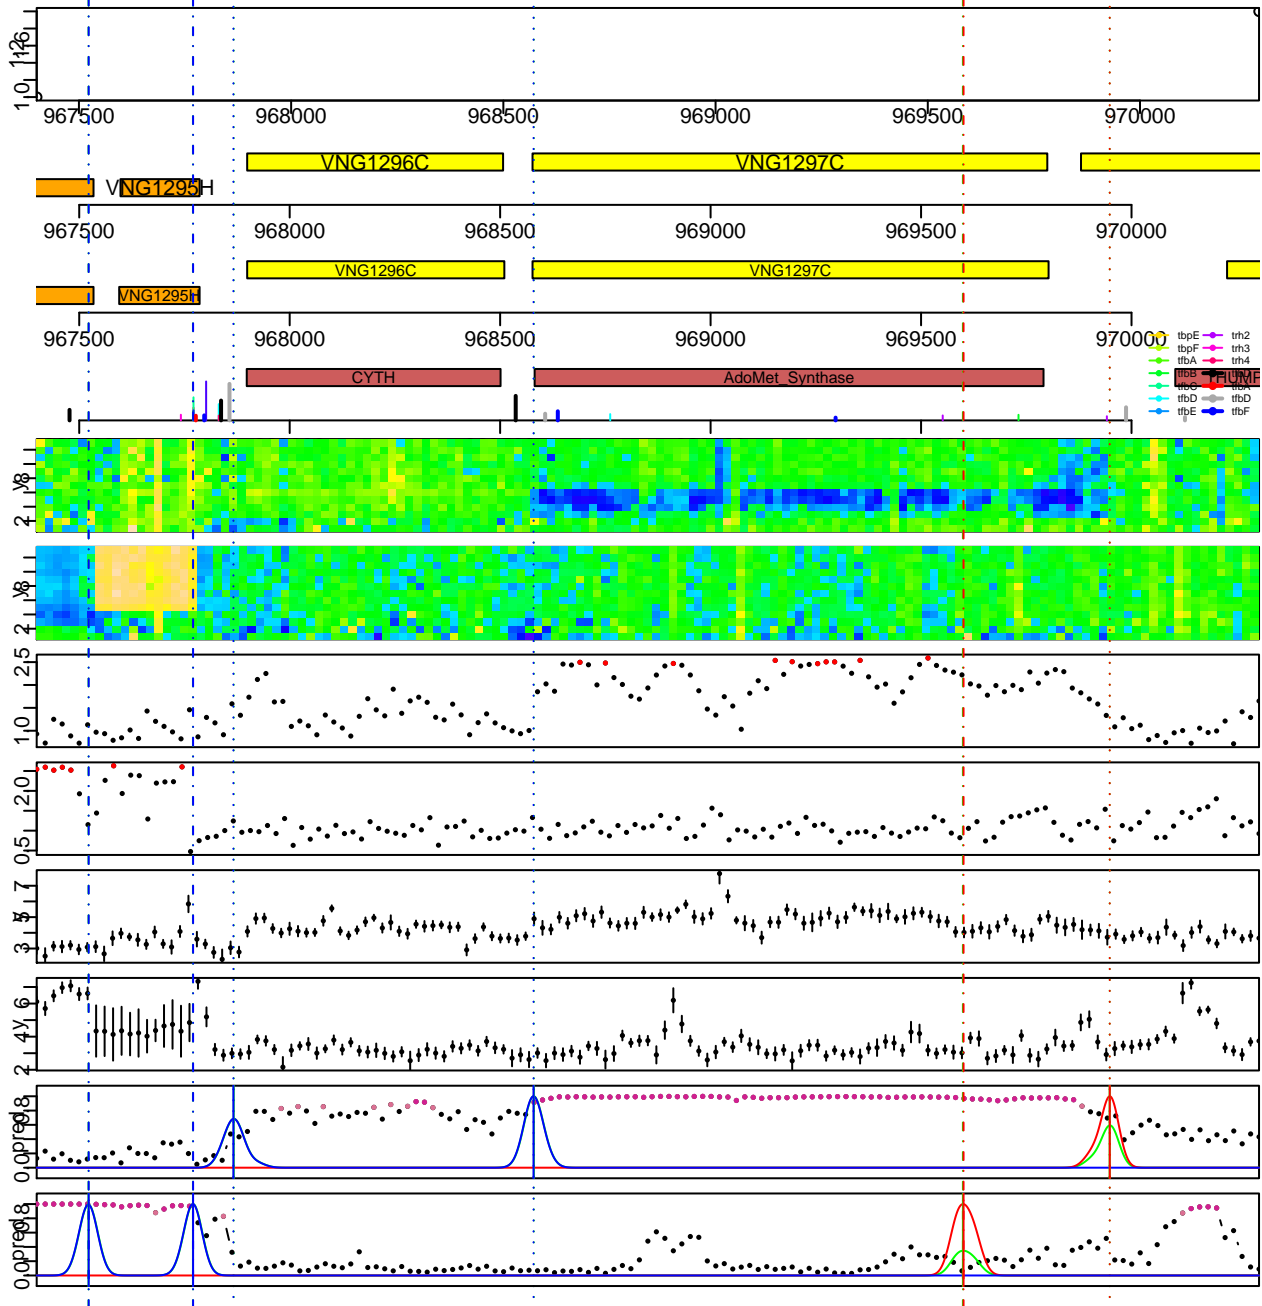 967500 968000 968500 969000 969500 970000
VNG1296C VNG1297C
VNG1295H
967500 968000 968500 969000 969500 970000
VNG1296C VNG1297C
VNG1295H
967500 968000 968500 969000 969500 970000
tbpE trh2
tbpF trh3
tfbA trh4
tfbB
tfbC tfbA
tfbD tfbD
tfbE tfbF
CYTH AdoMet_Synthase THUMP
1.0 2.5
0.5 2.0
3 5 7
2 4 6
y
0.0 0.8
pred
0.0 0.8
pred